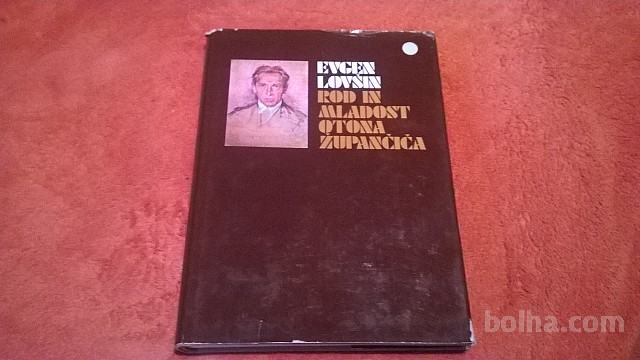 EVGEN
LOVŠIN
ROD IN
MLADOST
OTONA
ŽUPANČIČA
bolha.com